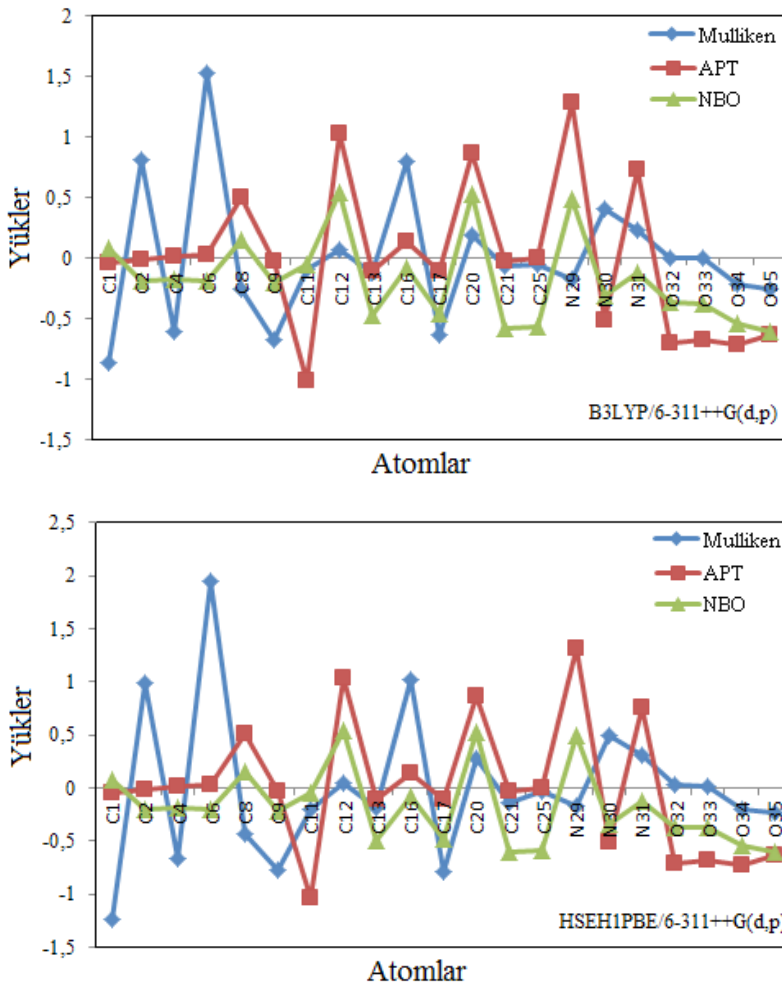 2
1,5
1
0,5
0
-0,5
-1
-1,5
Yükler
Mulliken
APT
NBO
C1 C2 C4 C6 C8 C9 C11 C12 C13 C16 C17 C20 C21 C25 N29 N30 N31 O32 O33 O34 O35
B3LYP/6-311++G(d,p)
Atomlar
2,5
2
1,5
1
0,5
0
-0,5
-1
-1,5
Yükler
Mulliken
APT
NBO
C1 C2 C4 C6 C8 C9 C11 C12 C13 C16 C17 C20 C21 C25 N29 N30 N31 O32 O33 O34 O35
HSEH1PBE/6-311++G(d,p)
Atomlar